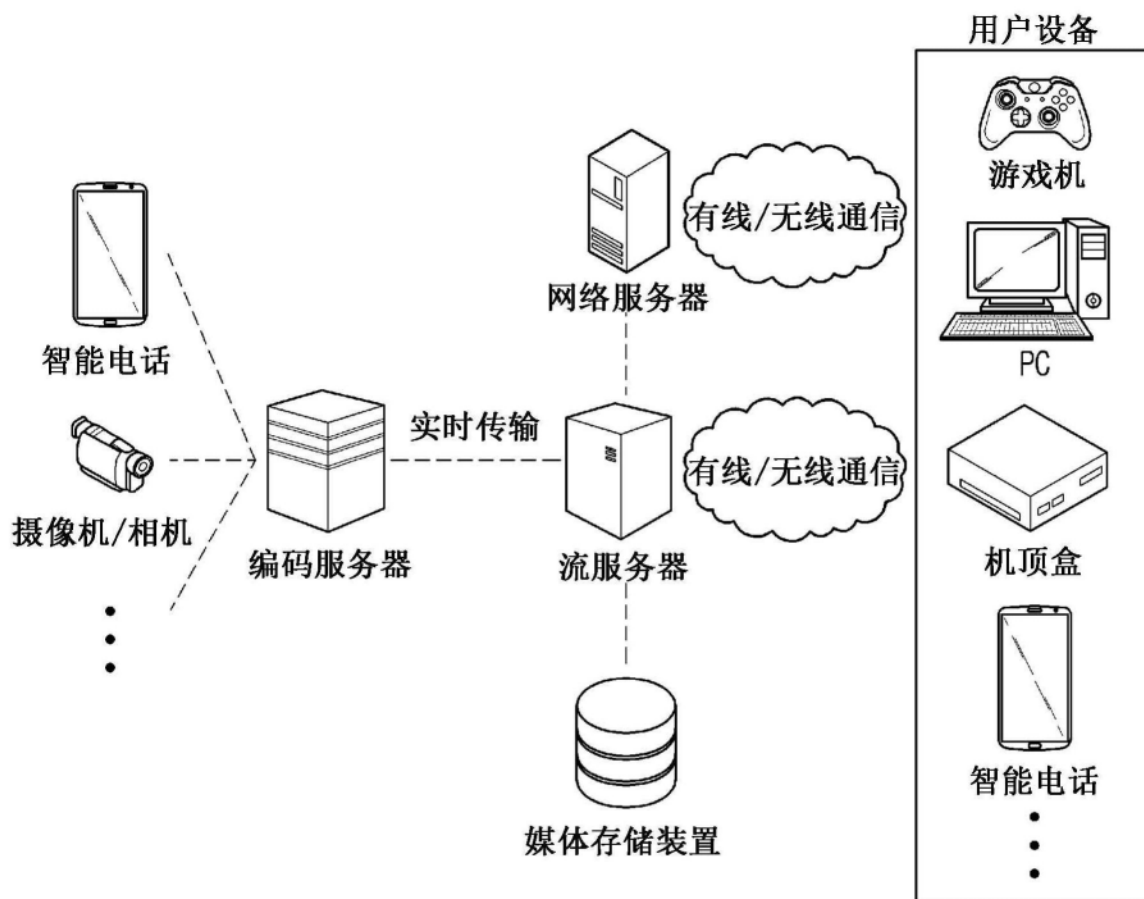 用户设备
游戏机
有线/无线通信
网络服务器
智能电话
PC
实时传输
有线/无线通信
摄像机/相机
编码服务器
流服务器
机顶盒
智能电话
媒体存储装置